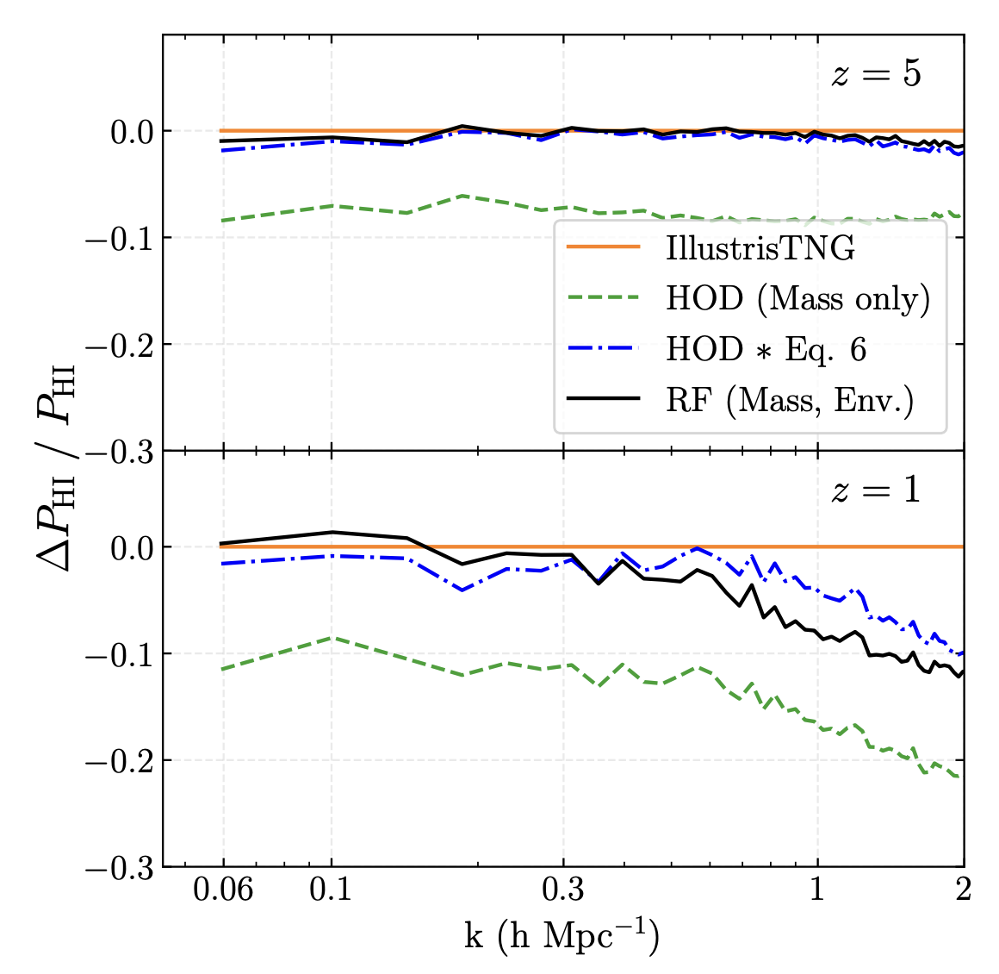 z = 5
0.0
−0.1
−0.2
−0.3
IllustrisTNG
HOD (Mass only)
HOD ∗ Eq. 6
RF (Mass, Env.)
ΔP_HI / P_HI
z = 1
0.0
−0.1
−0.2
−0.3
0.06 0.1 0.3 1 2
k (h Mpc⁻¹)